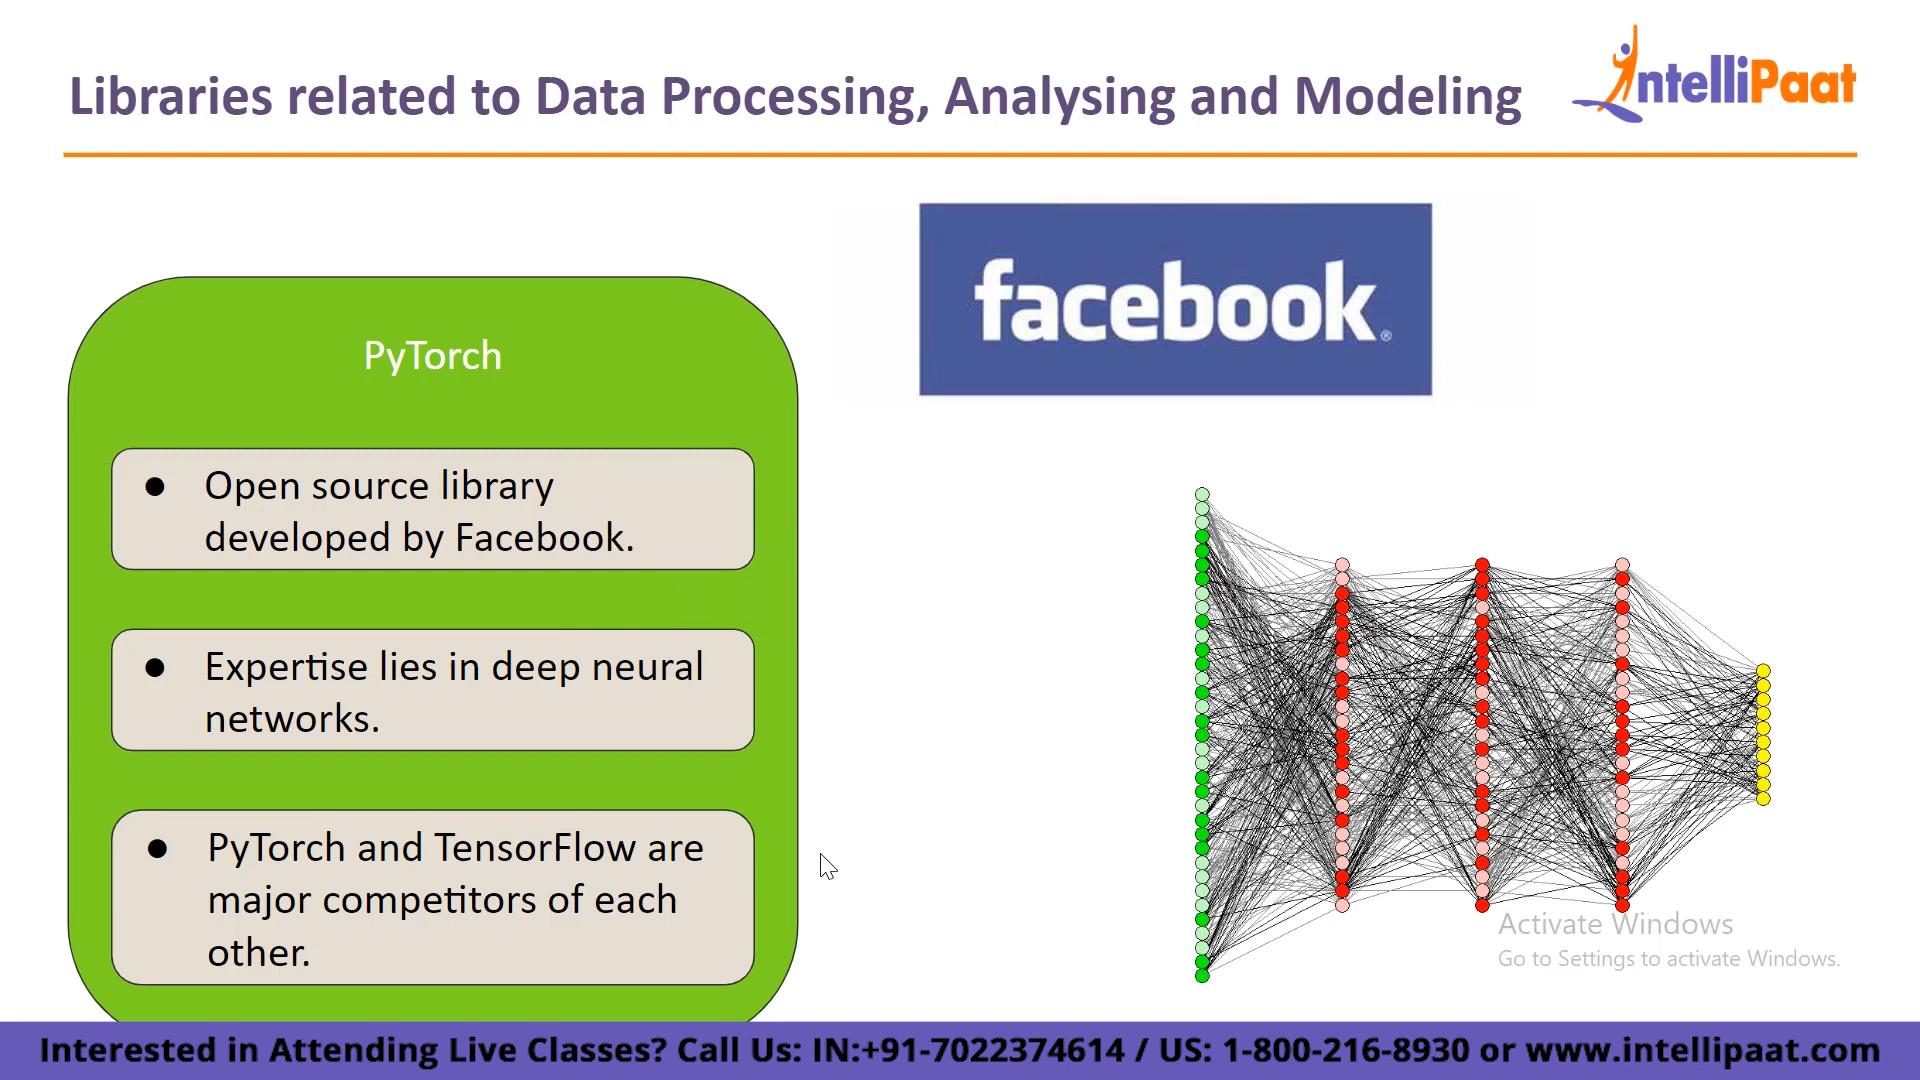 Libraries related to Data Processing, Analysing and Modeling
IntelliPaat
facebook®
PyTorch
● Open source library
developed by Facebook.
● Expertise lies in deep neural
networks.
● PyTorch and TensorFlow are
major competitors of each
other.
Activate Windows
Go to Settings to activate Windows.
Interested in Attending Live Classes? Call Us: IN:+91-7022374614 / US: 1-800-216-8930 or www.intellipaat.com